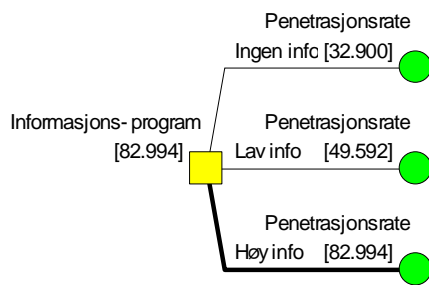 Penetrasjonsrate
Ingen info [32.900]
Informasjons- program
[82.994]
Penetrasjonsrate
Lav info [49.592]
Penetrasjonsrate
Høy info [82.994]